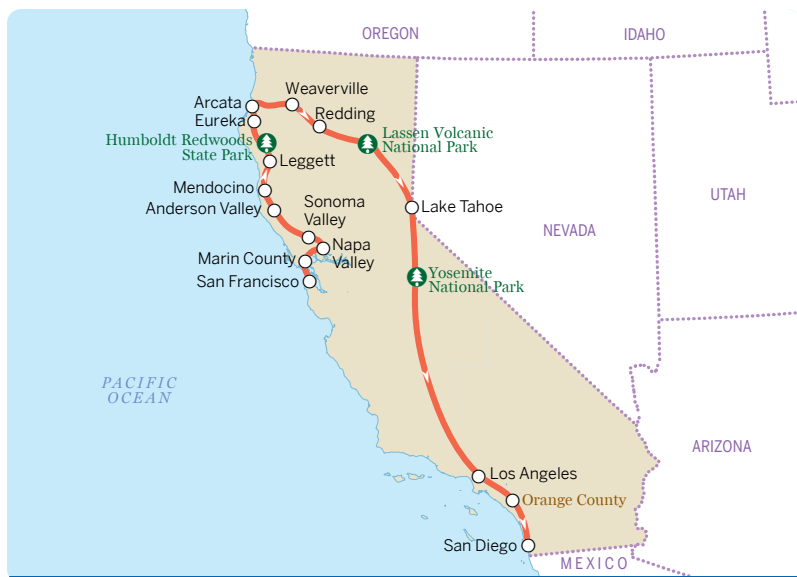 OREGON
IDAHO
Weaverville
Arcata
Redding
Eureka
Lassen Volcanic
National Park
Humboldt Redwoods
State Park
Leggett
Mendocino
Sonoma
Valley
Anderson Valley
Lake Tahoe
UTAH
NEVADA
Napa
Valley
Marin County
San Francisco
Yosemite
National Park
PACIFIC
OCEAN
ARIZONA
Los Angeles
Orange County
San Diego
MEXICO